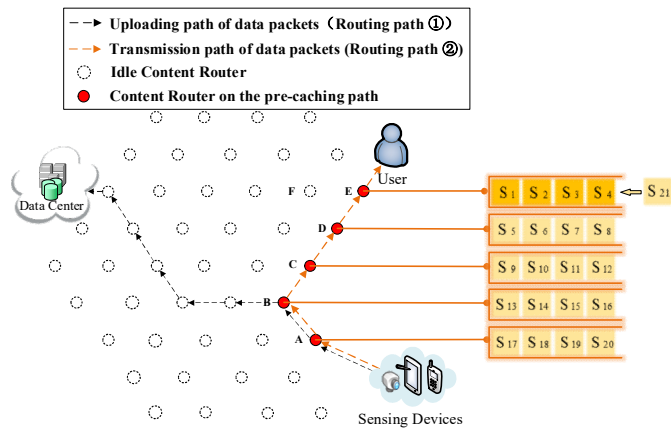 Uploading path of data packets（Routing path ①)
Transmission path of data packets (Routing path ②)
Idle Content Router
Content Router on the pre-caching path
Data Center
User
F
E
S1 S2 S3 S4
S21
D
S5 S6 S7 S8
C
S9 S10 S11 S12
B
S13 S14 S15 S16
A
S17 S18 S19 S20
Sensing Devices